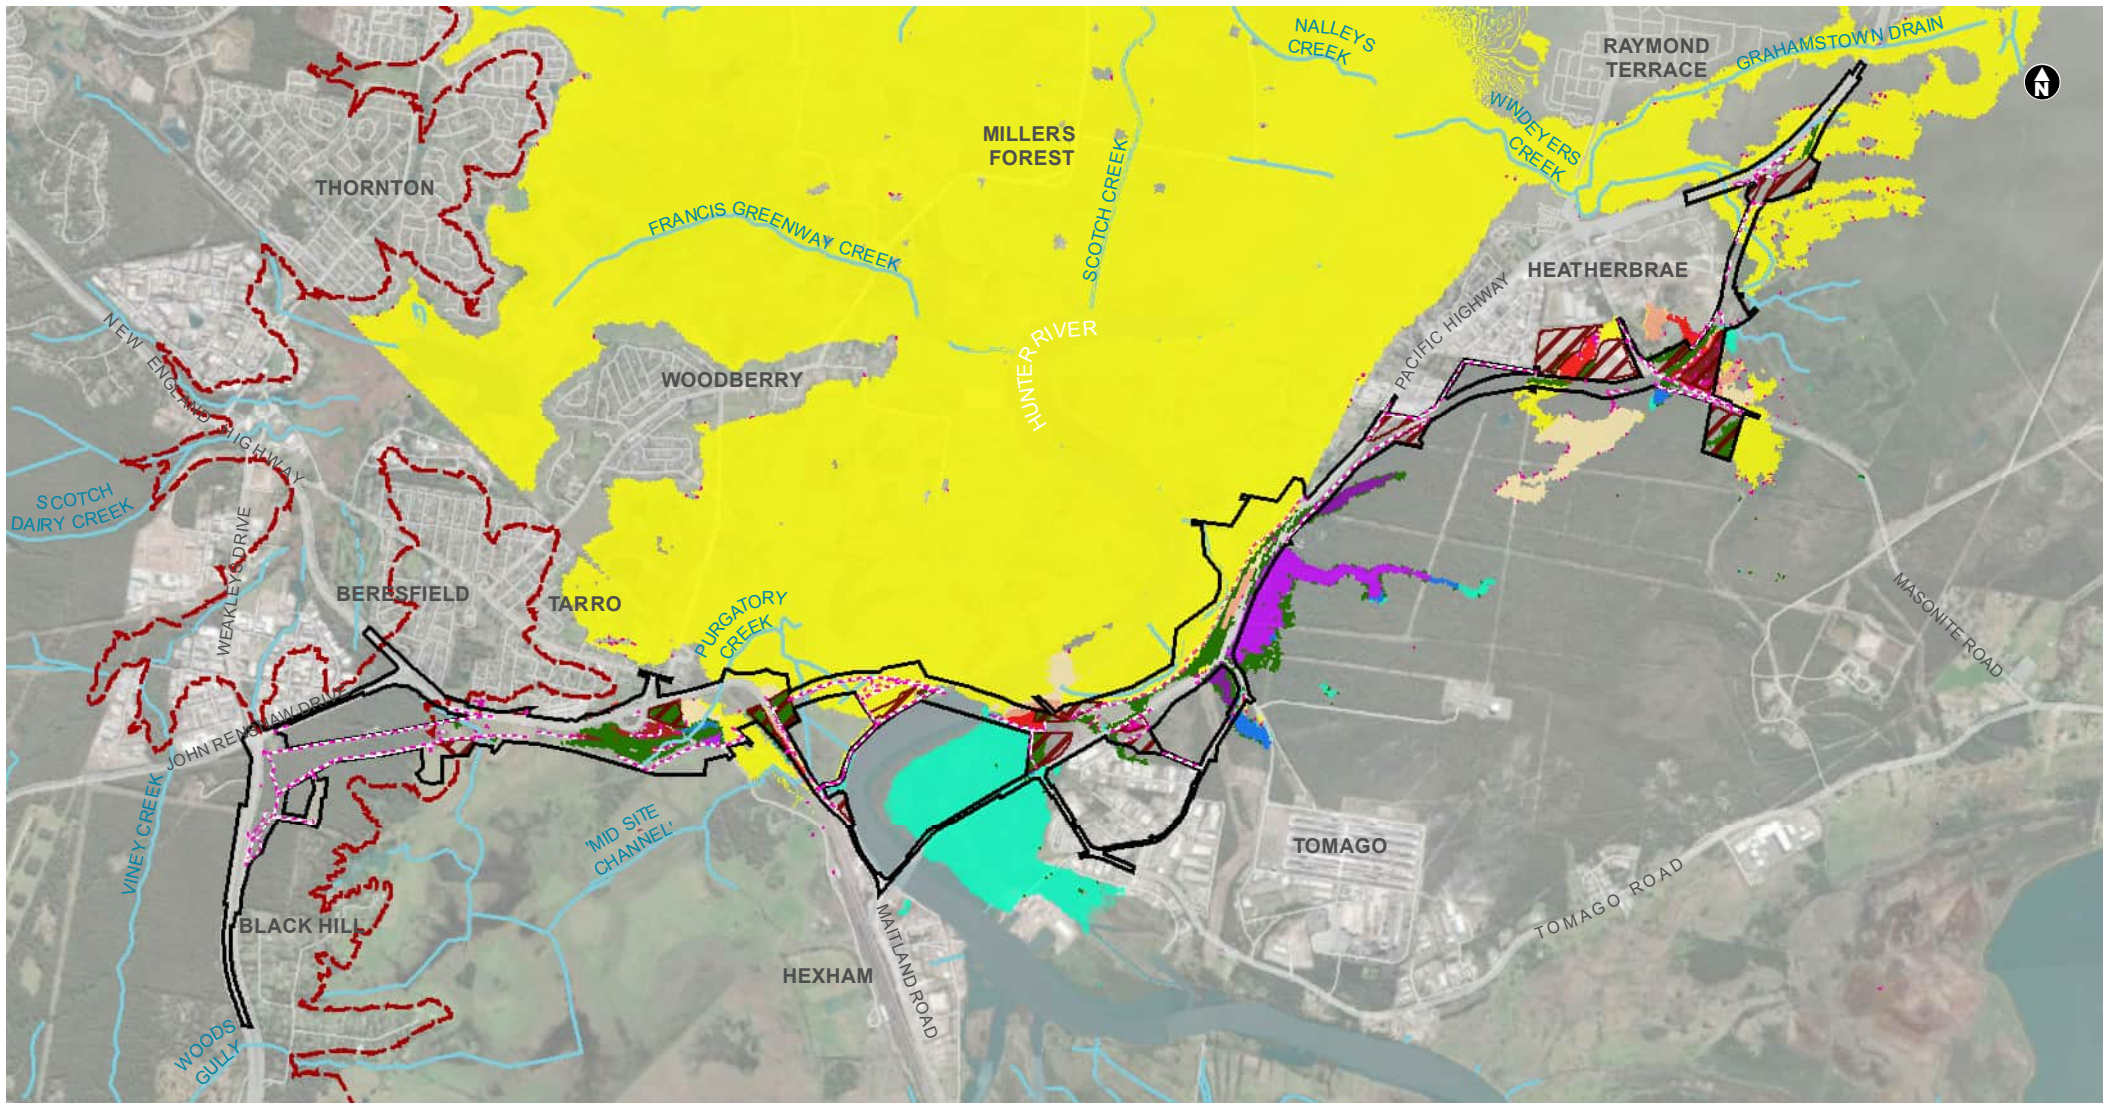 NALLEYS
CREEK
RAYMOND
TERRACE
GRAHAMSTOWN DRAIN
N
WINDEYERS
CREEK
MILLERS
FOREST
SCOTCH CREEK
THORNTON
FRANCIS GREENWAY CREEK
HEATHERBRAE
PACIFIC HIGHWAY
HUNTER RIVER
NEW ENGLAND HIGHWAY
WOODBERRY
SCOTCH
DAIRY CREEK
WEAKLEYS DRIVE
BERESFIELD
TARRO
PURGATORY
CREEK
MASONITE ROAD
JOHN RENSHAW DRIVE
VINEY CREEK
'MID SITE
CHANNEL'
TOMAGO
TOMAGO ROAD
BLACK HILL
MAITLAND ROAD
HEXHAM
WOODS
GULLY